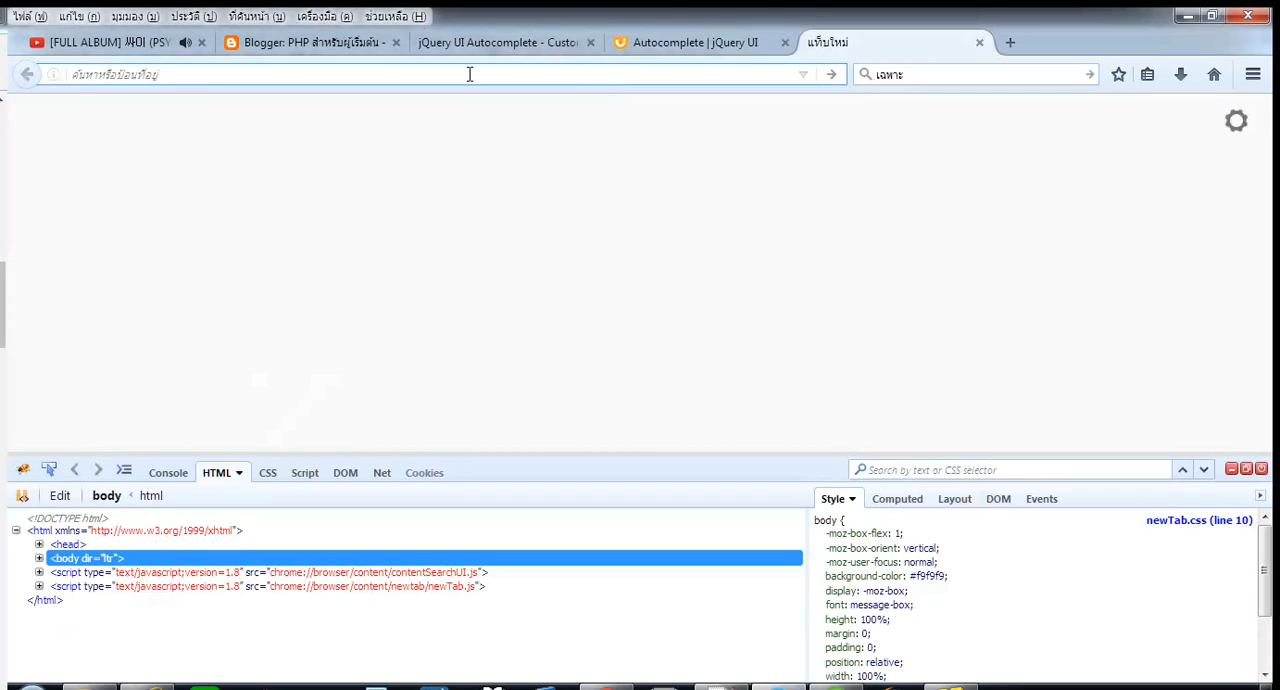 ไฟล์ (ฟ) แก้ไข (ก) มุมมอง (ม) ประวัติ (ป) ที่คั่นหน้า (น) เครื่องมือ (ค) ช่วยเหลือ (H)
[FULL ALBUM] 싸이 (PSY Blogger: PHP สำหรับผู้เริ่มต้น - jQuery UI Autocomplete - Custo Autocomplete | jQuery UI แท็บใหม่
ค้นหาหรือป้อนที่อยู่ เฉพาะ
Console HTML CSS Script DOM Net Cookies Search by text or CSS selector
Edit body < html
Style Computed Layout DOM Events
<!DOCTYPE html>
<html xmlns="http://www.w3.org/1999/xhtml">
<head>
<body dir="ltr">
<script type="text/javascript;version=1.8" src="chrome://browser/content/contentSearchUI.js">
<script type="text/javascript;version=1.8" src="chrome://browser/content/newtab/newTab.js">
</html>
body { newTab.css (line 10)
-moz-box-flex: 1;
-moz-box-orient: vertical;
-moz-user-focus: normal;
background-color: #f9f9f9;
display: -moz-box;
font: message-box;
height: 100%;
margin: 0;
padding: 0;
position: relative;
width: 100%;